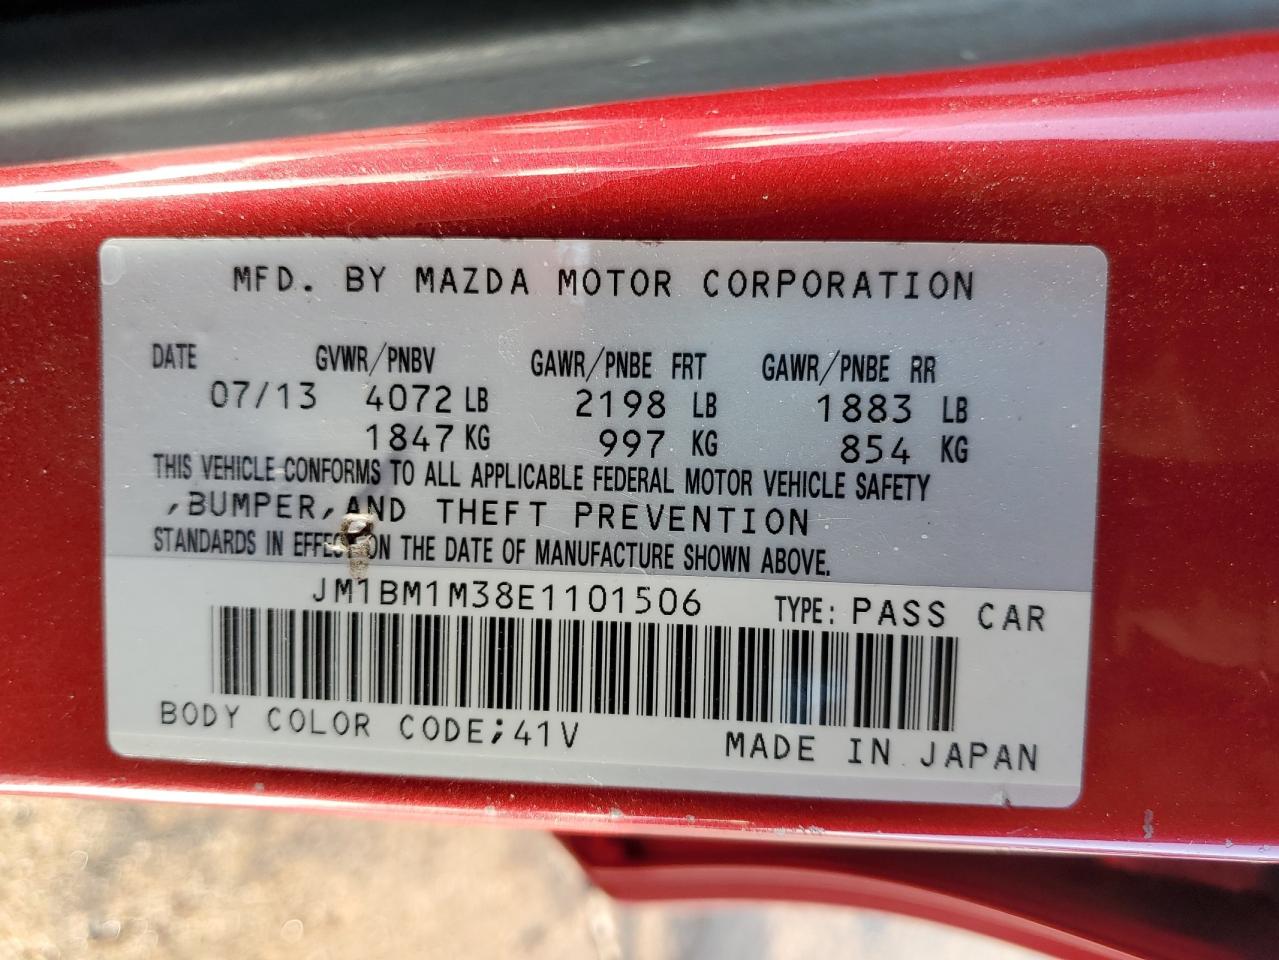 MFD. BY MAZDA MOTOR CORPORATION
DATE GVWR/PNBV GAWR/PNBE FRT GAWR/PNBE RR
07/13 4072 LB 2198 LB 1883 LB
1847 KG 997 KG 854 KG
THIS VEHICLE CONFORMS TO ALL APPLICABLE FEDERAL MOTOR VEHICLE SAFETY
,BUMPER,AND THEFT PREVENTION
STANDARDS IN EFFECT ON THE DATE OF MANUFACTURE SHOWN ABOVE.
JM1BM1M38E1101506 TYPE: PASS CAR
BODY COLOR CODE;41V
MADE IN JAPAN